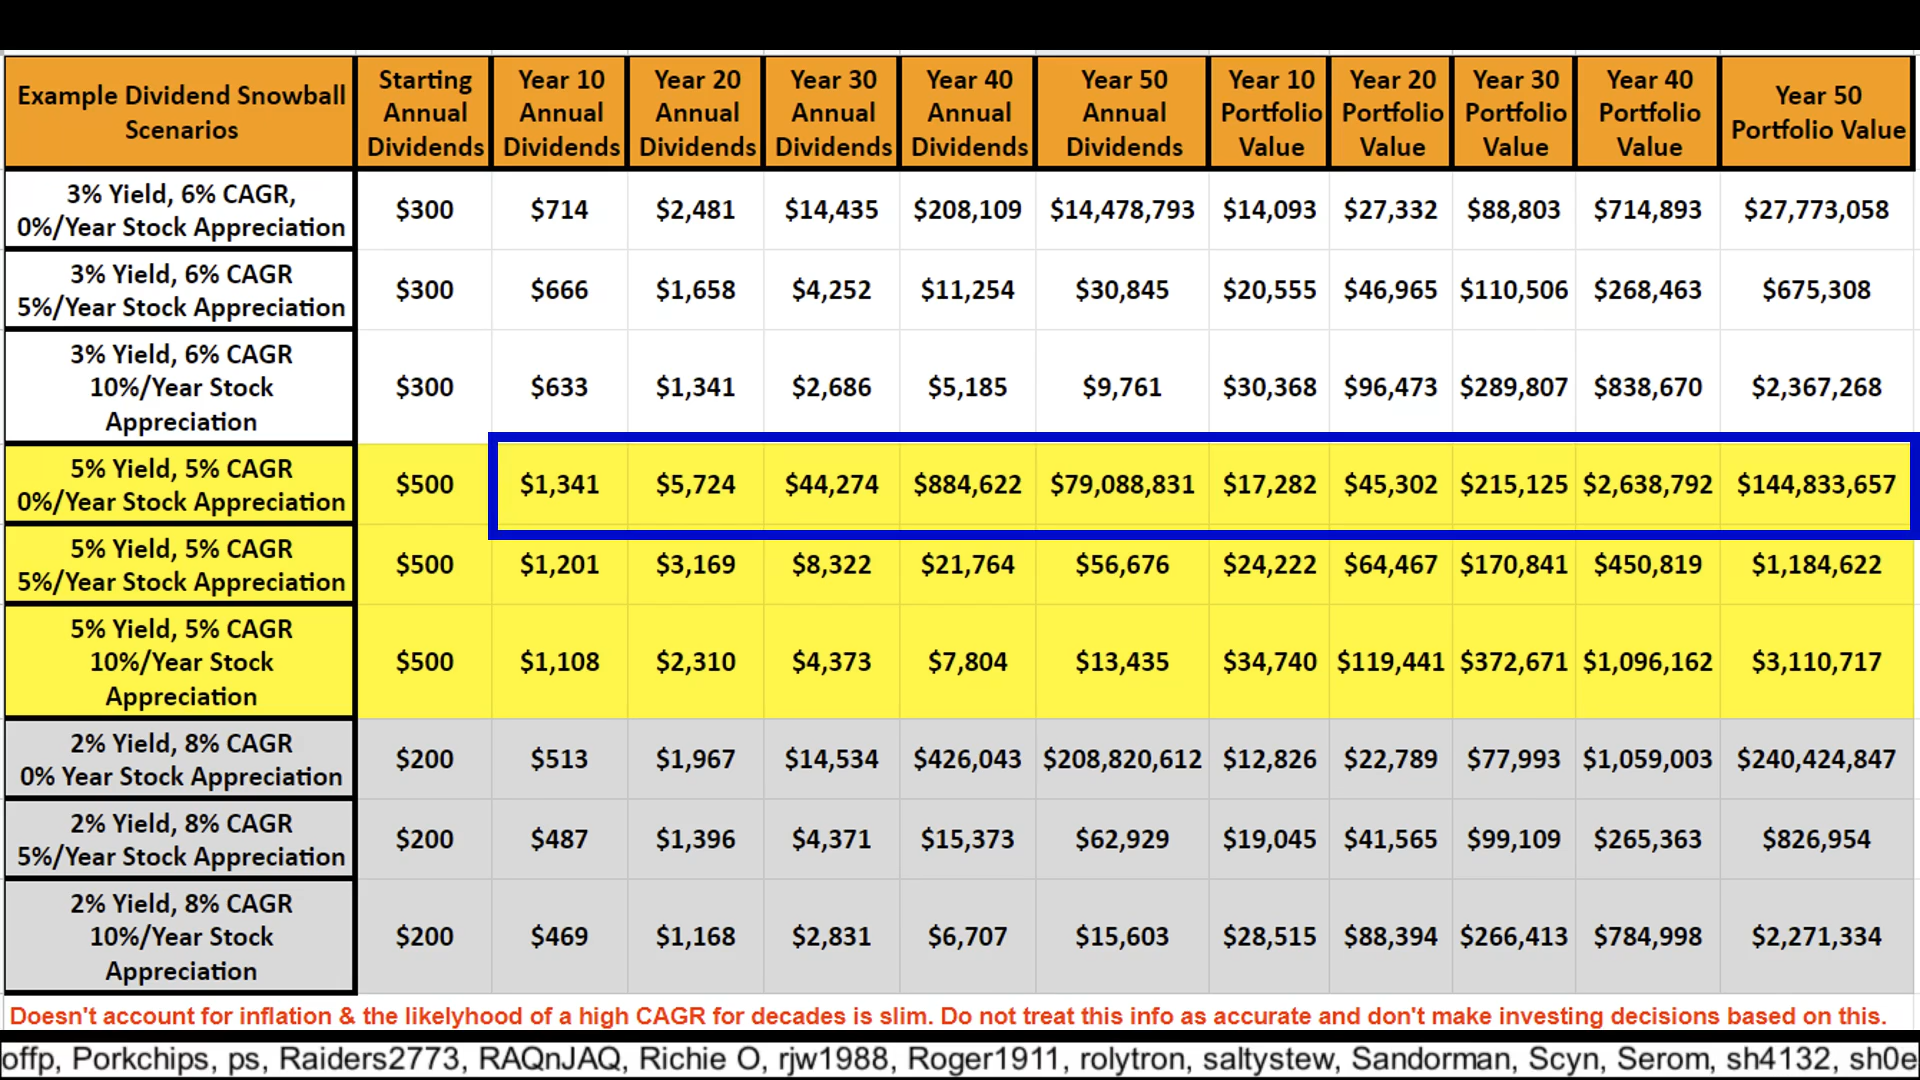 Example Dividend Snowball Scenarios | Starting Annual Dividends | Year 10 Annual Dividends | Year 20 Annual Dividends | Year 30 Annual Dividends | Year 40 Annual Dividends | Year 50 Annual Dividends | Year 10 Portfolio Value | Year 20 Portfolio Value | Year 30 Portfolio Value | Year 40 Portfolio Value | Year 50 Portfolio Value
3% Yield, 6% CAGR, 0%/Year Stock Appreciation | $300 | $714 | $2,481 | $14,435 | $208,109 | $14,478,793 | $14,093 | $27,332 | $88,803 | $714,893 | $27,773,058
3% Yield, 6% CAGR 5%/Year Stock Appreciation | $300 | $666 | $1,658 | $4,252 | $11,254 | $30,845 | $20,555 | $46,965 | $110,506 | $268,463 | $675,308
3% Yield, 6% CAGR 10%/Year Stock Appreciation | $300 | $633 | $1,341 | $2,686 | $5,185 | $9,761 | $30,368 | $96,473 | $289,807 | $838,670 | $2,367,268
5% Yield, 5% CAGR 0%/Year Stock Appreciation | $500 | $1,341 | $5,724 | $44,274 | $884,622 | $79,088,831 | $17,282 | $45,302 | $215,125 | $2,638,792 | $144,833,657
5% Yield, 5% CAGR 5%/Year Stock Appreciation | $500 | $1,201 | $3,169 | $8,322 | $21,764 | $56,676 | $24,222 | $64,467 | $170,841 | $450,819 | $1,184,622
5% Yield, 5% CAGR 10%/Year Stock Appreciation | $500 | $1,108 | $2,310 | $4,373 | $7,804 | $13,435 | $34,740 | $119,441 | $372,671 | $1,096,162 | $3,110,717
2% Yield, 8% CAGR 0% Year Stock Appreciation | $200 | $513 | $1,967 | $14,534 | $426,043 | $208,820,612 | $12,826 | $22,789 | $77,993 | $1,059,003 | $240,424,847
2% Yield, 8% CAGR 5%/Year Stock Appreciation | $200 | $487 | $1,396 | $4,371 | $15,373 | $62,929 | $19,045 | $41,565 | $99,109 | $265,363 | $826,954
2% Yield, 8% CAGR 10%/Year Stock Appreciation | $200 | $469 | $1,168 | $2,831 | $6,707 | $15,603 | $28,515 | $88,394 | $266,413 | $784,998 | $2,271,334
Doesn't account for inflation & the likelyhood of a high CAGR for decades is slim. Do not treat this info as accurate and don't make investing decisions based on this.
offp, Porkchips, ps, Raiders2773, RAQnJAQ, Richie O, rjw1988, Roger1911, rolytron, saltystew, Sandorman, Scyn, Serom, sh4132, sh0e